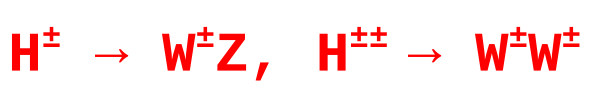 H± → W±Z, H±± → W±W±